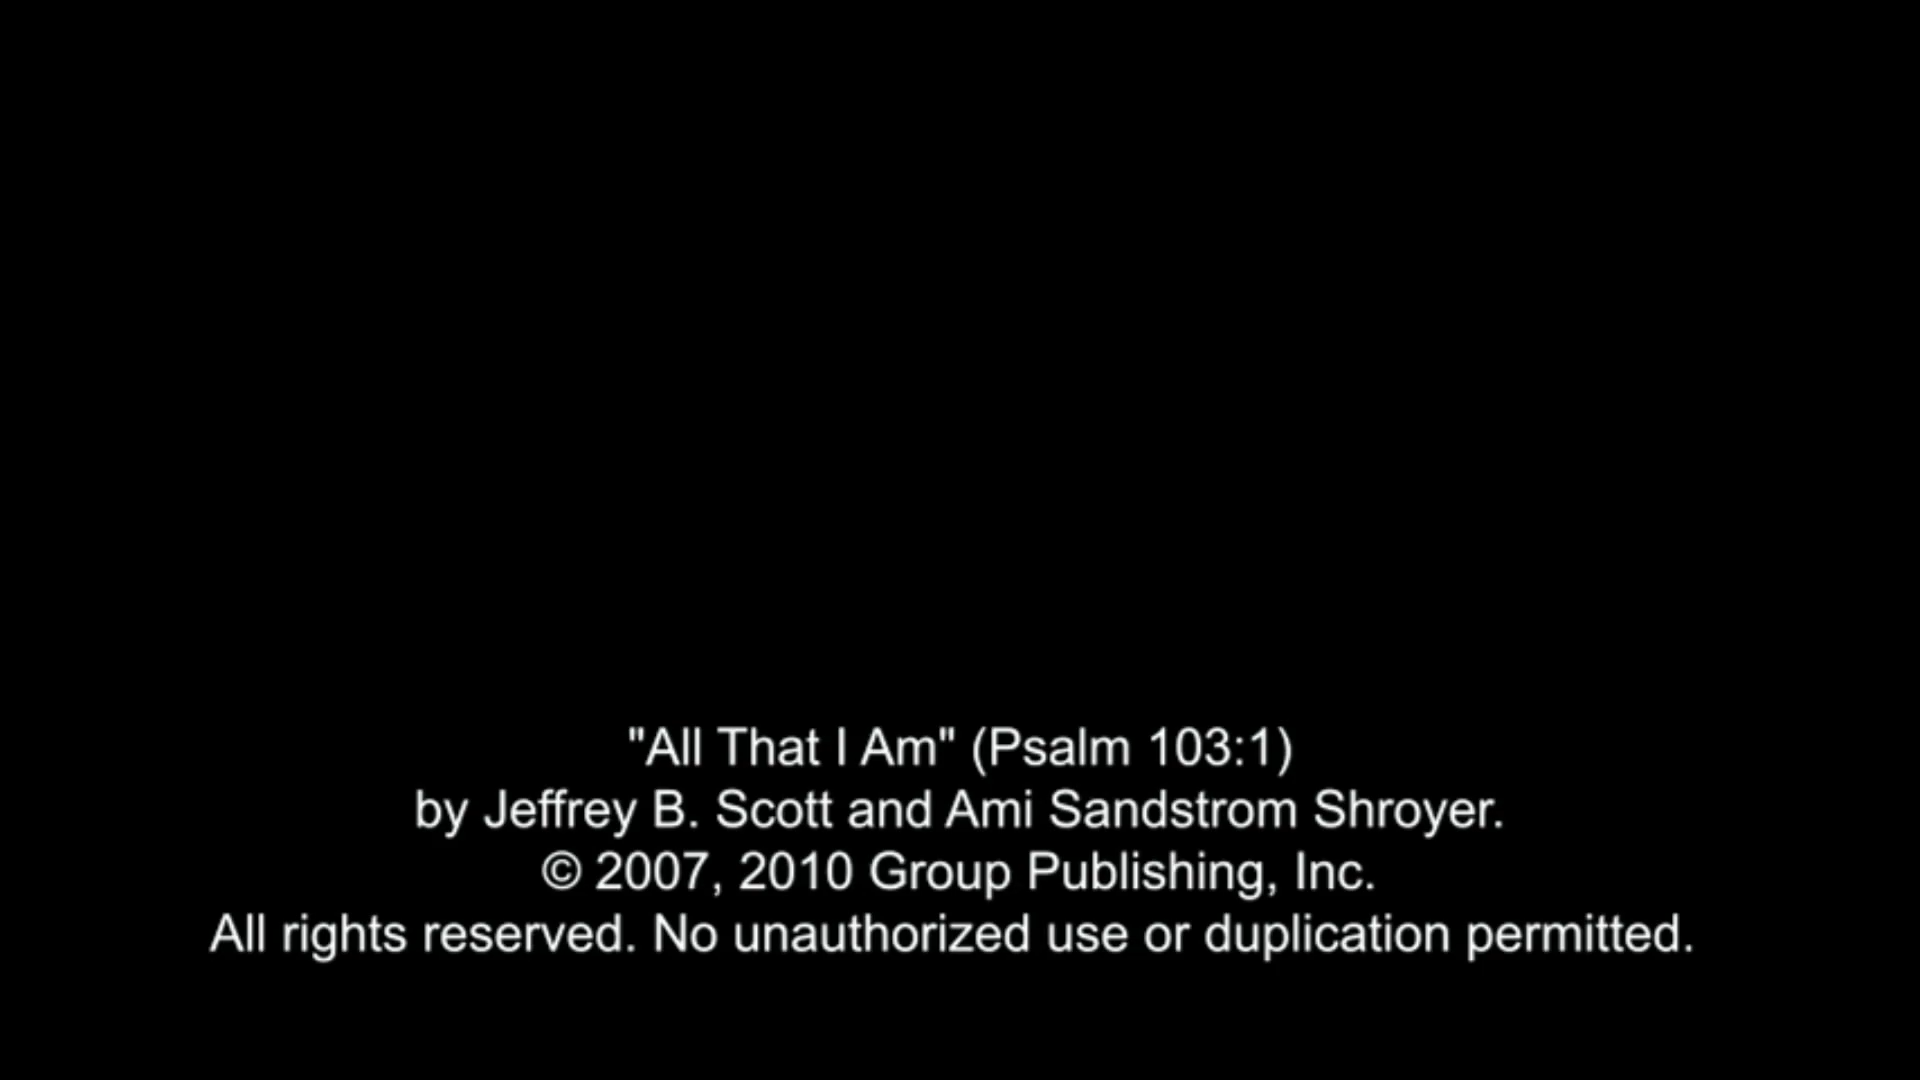 "All That I Am" (Psalm 103:1)
by Jeffrey B. Scott and Ami Sandstrom Shroyer.
© 2007, 2010 Group Publishing, Inc.
All rights reserved. No unauthorized use or duplication permitted.